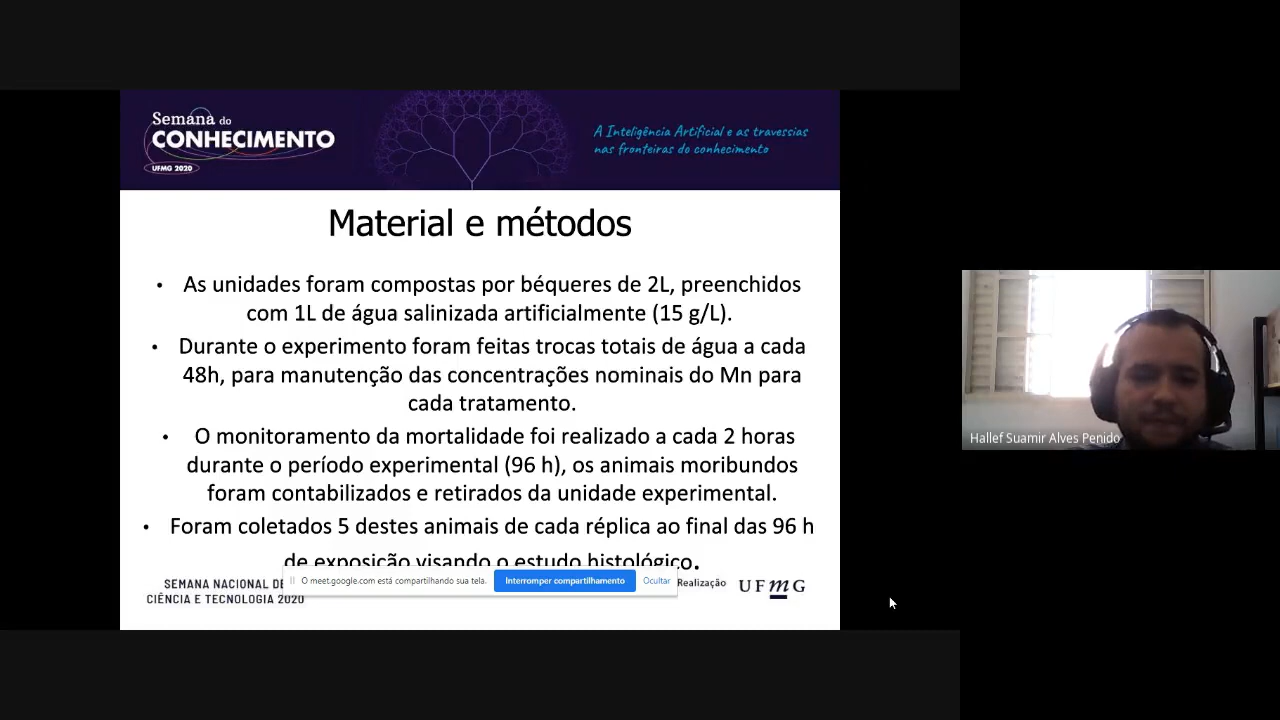 Semana do
CONHECIMENTO
UFMG 2020
A Inteligência Artificial e as travessias
nas fronteiras do conhecimento
Material e métodos
• As unidades foram compostas por béqueres de 2L, preenchidos
com 1L de água salinizada artificialmente (15 g/L).
• Durante o experimento foram feitas trocas totais de água a cada
48h, para manutenção das concentrações nominais do Mn para
cada tratamento.
• O monitoramento da mortalidade foi realizado a cada 2 horas
durante o período experimental (96 h), os animais moribundos
foram contabilizados e retirados da unidade experimental.
• Foram coletados 5 destes animais de cada réplica ao final das 96 h
de exposição visando o estudo histológico.
O meet.google.com está compartilhando sua tela.
Interromper compartilhamento
Ocultar
SEMANA NACIONAL DE
CIÊNCIA E TECNOLOGIA 2020
Realização
UFMG
Hallef Suamir Alves Penido